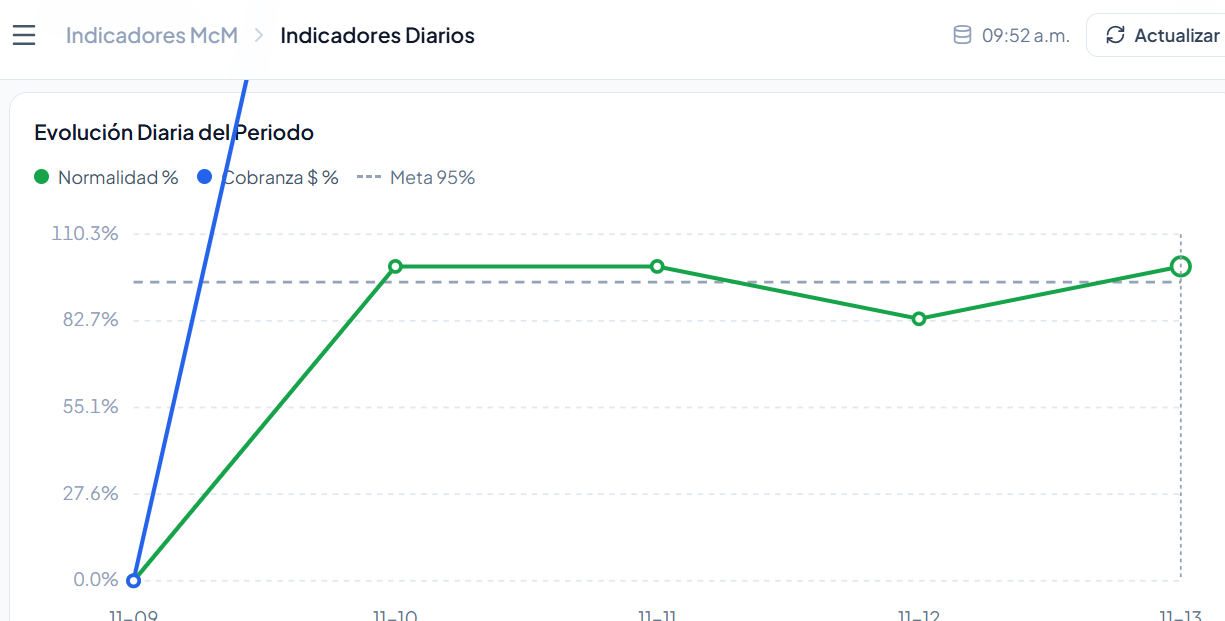 Indicadores McM > Indicadores Diarios 09:52 a.m. Actualizar
Evolución Diaria del Periodo
Normalidad % Cobranza $ % Meta 95%
110.3%
82.7%
55.1%
27.6%
0.0%
11-09 11-10 11-11 11-12 11-13